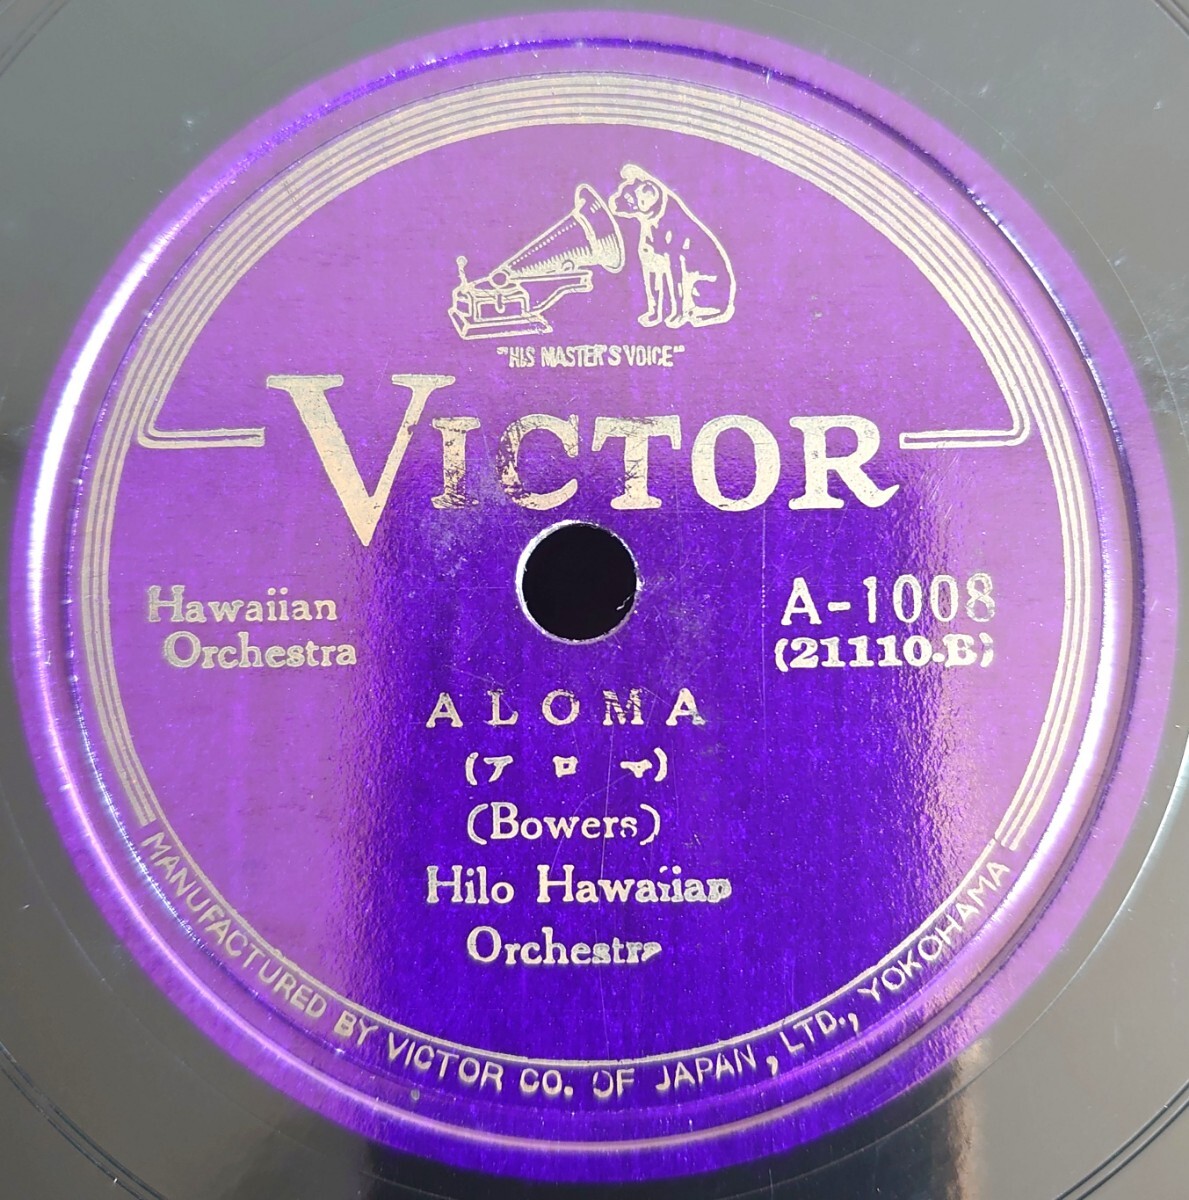 "HIS MASTER'S VOICE"
VICTOR
Hawaiian
Orchestra
A-1008
(21110.B)
ALOMA
(アロマ)
(Bowers)
Hilo Hawaiian
Orchestra
MANUFACTURED BY VICTOR CO. OF JAPAN, LTD., YOKOHAMA